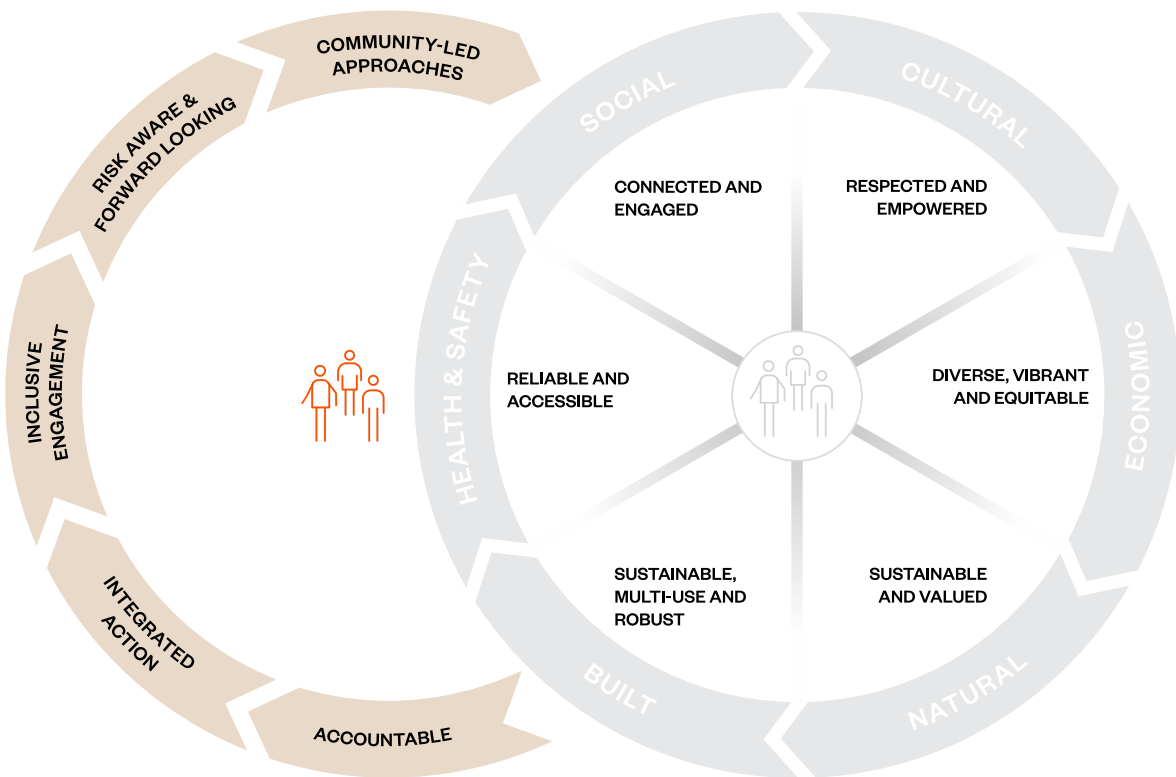 COMMUNITY-LED
APPROACHES
RISK AWARE &
FORWARD LOOKING
INCLUSIVE
ENGAGEMENT
INTEGRATED
ACTION
ACCOUNTABLE
SOCIAL
CULTURAL
ECONOMIC
NATURAL
BUILT
HEALTH & SAFETY
CONNECTED AND
ENGAGED
RESPECTED AND
EMPOWERED
DIVERSE, VIBRANT
AND EQUITABLE
SUSTAINABLE
AND VALUED
SUSTAINABLE,
MULTI-USE AND
ROBUST
RELIABLE AND
ACCESSIBLE